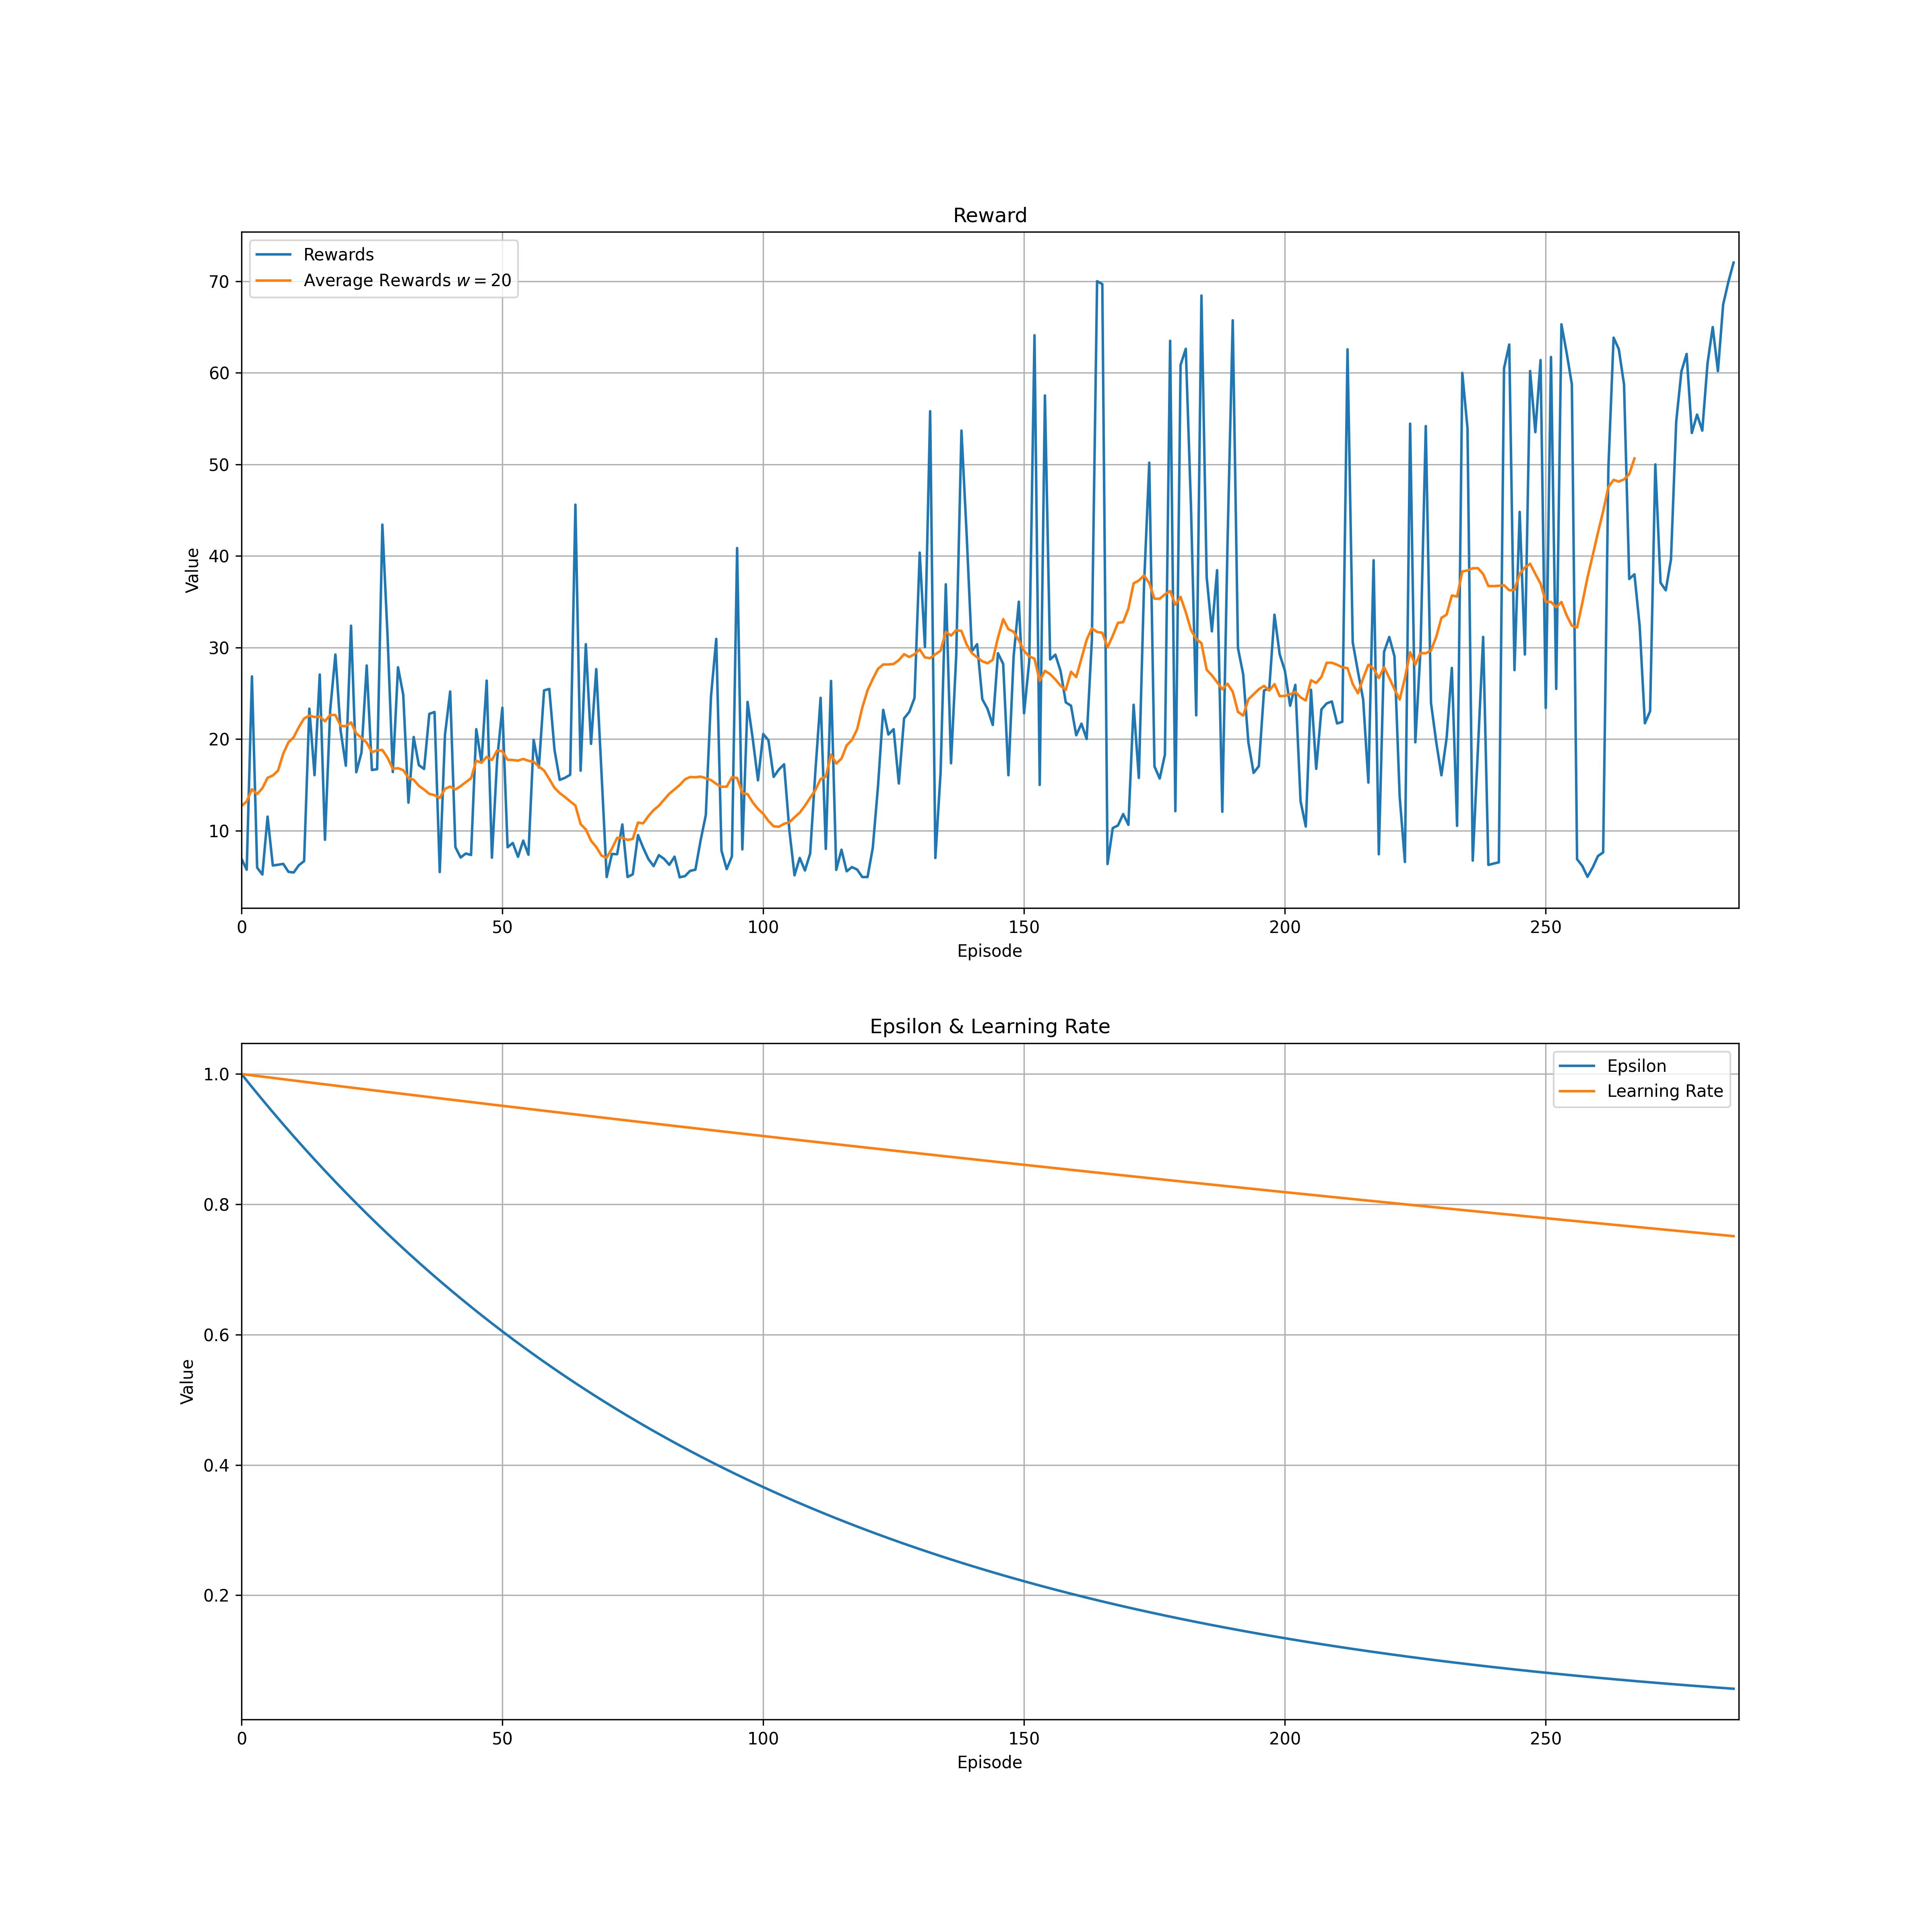 Reward
Rewards
Average Rewards w = 20
70
60
50
40
30
20
10
Value
0 50 100 150 200 250
Episode
Epsilon & Learning Rate
Epsilon
Learning Rate
1.0
0.8
0.6
0.4
0.2
Value
0 50 100 150 200 250
Episode